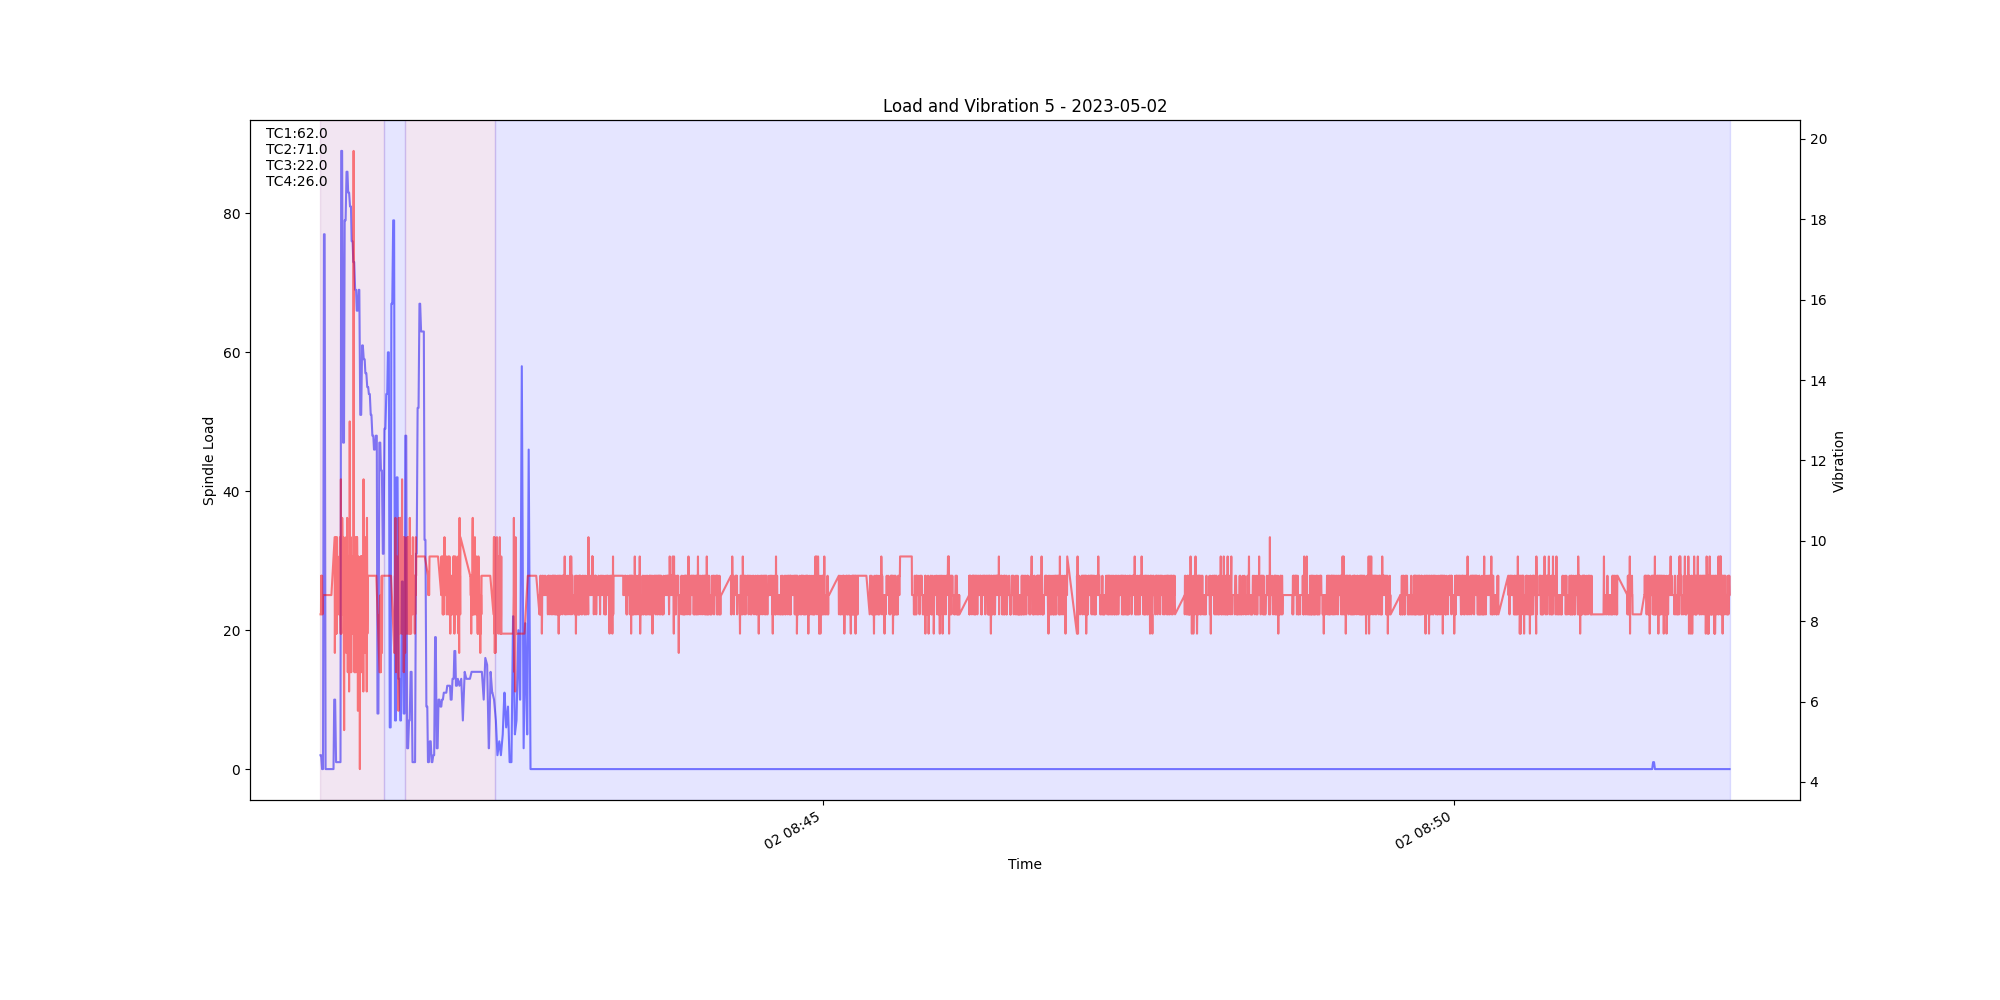 Load and Vibration 5 - 2023-05-02
TC1:62.0
TC2:71.0
TC3:22.0
TC4:26.0
80
60
40
20
0
Spindle Load
20
18
16
14
12
10
8
6
4
Vibration
02 08:45
02 08:50
Time